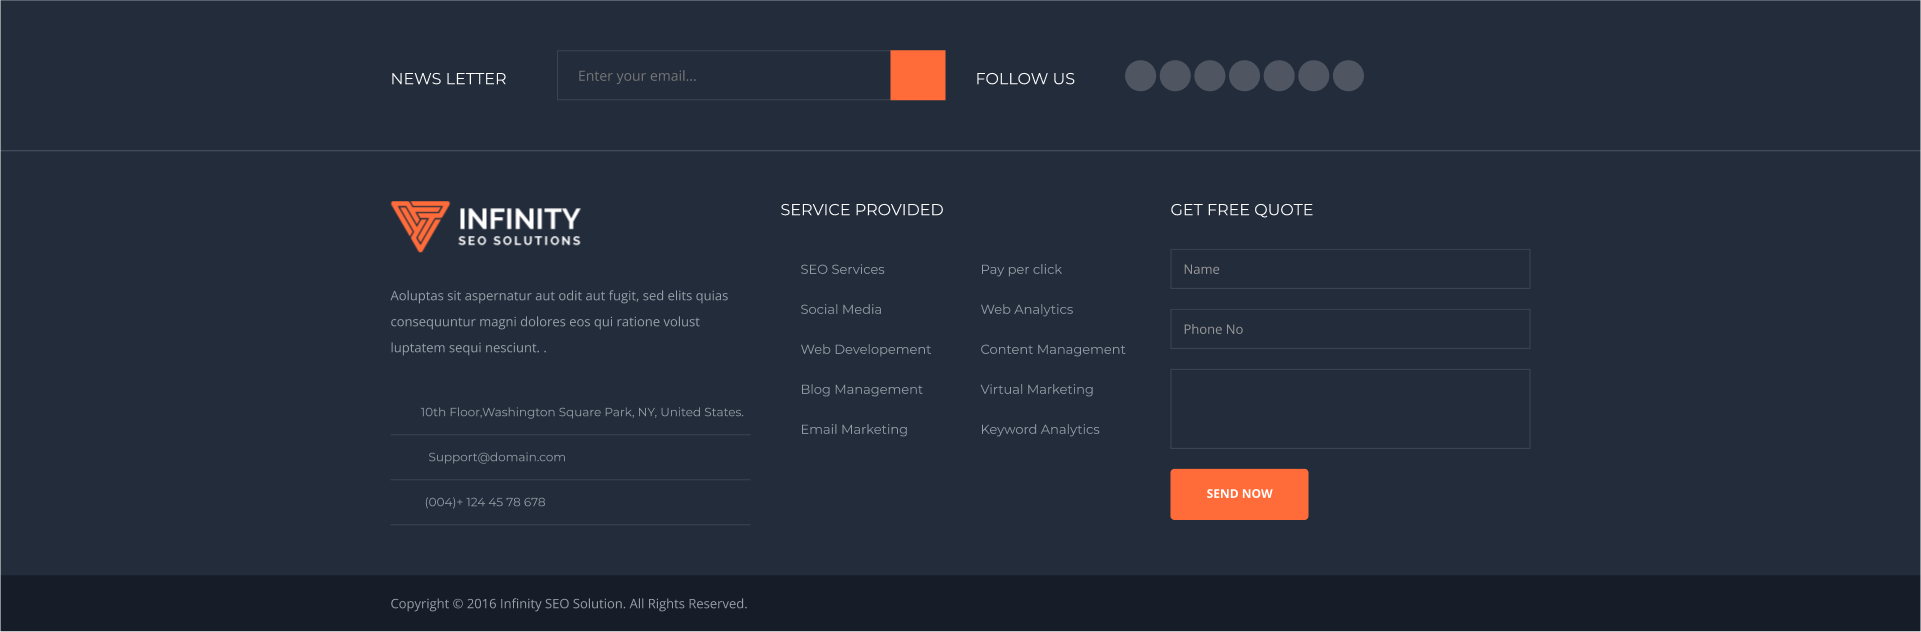 NEWS LETTER
Enter your email...
FOLLOW US
INFINITY
SEO SOLUTIONS
Aoluptas sit aspernatur aut odit aut fugit, sed elits quias
consequuntur magni dolores eos qui ratione volust
luptatem sequi nesciunt. .
10th Floor,Washington Square Park, NY, United States.
Support@domain.com
(004)+ 124 45 78 678
SERVICE PROVIDED
SEO Services
Social Media
Web Developement
Blog Management
Email Marketing
Pay per click
Web Analytics
Content Management
Virtual Marketing
Keyword Analytics
GET FREE QUOTE
Name
Phone No
SEND NOW
Copyright © 2016 Infinity SEO Solution. All Rights Reserved.